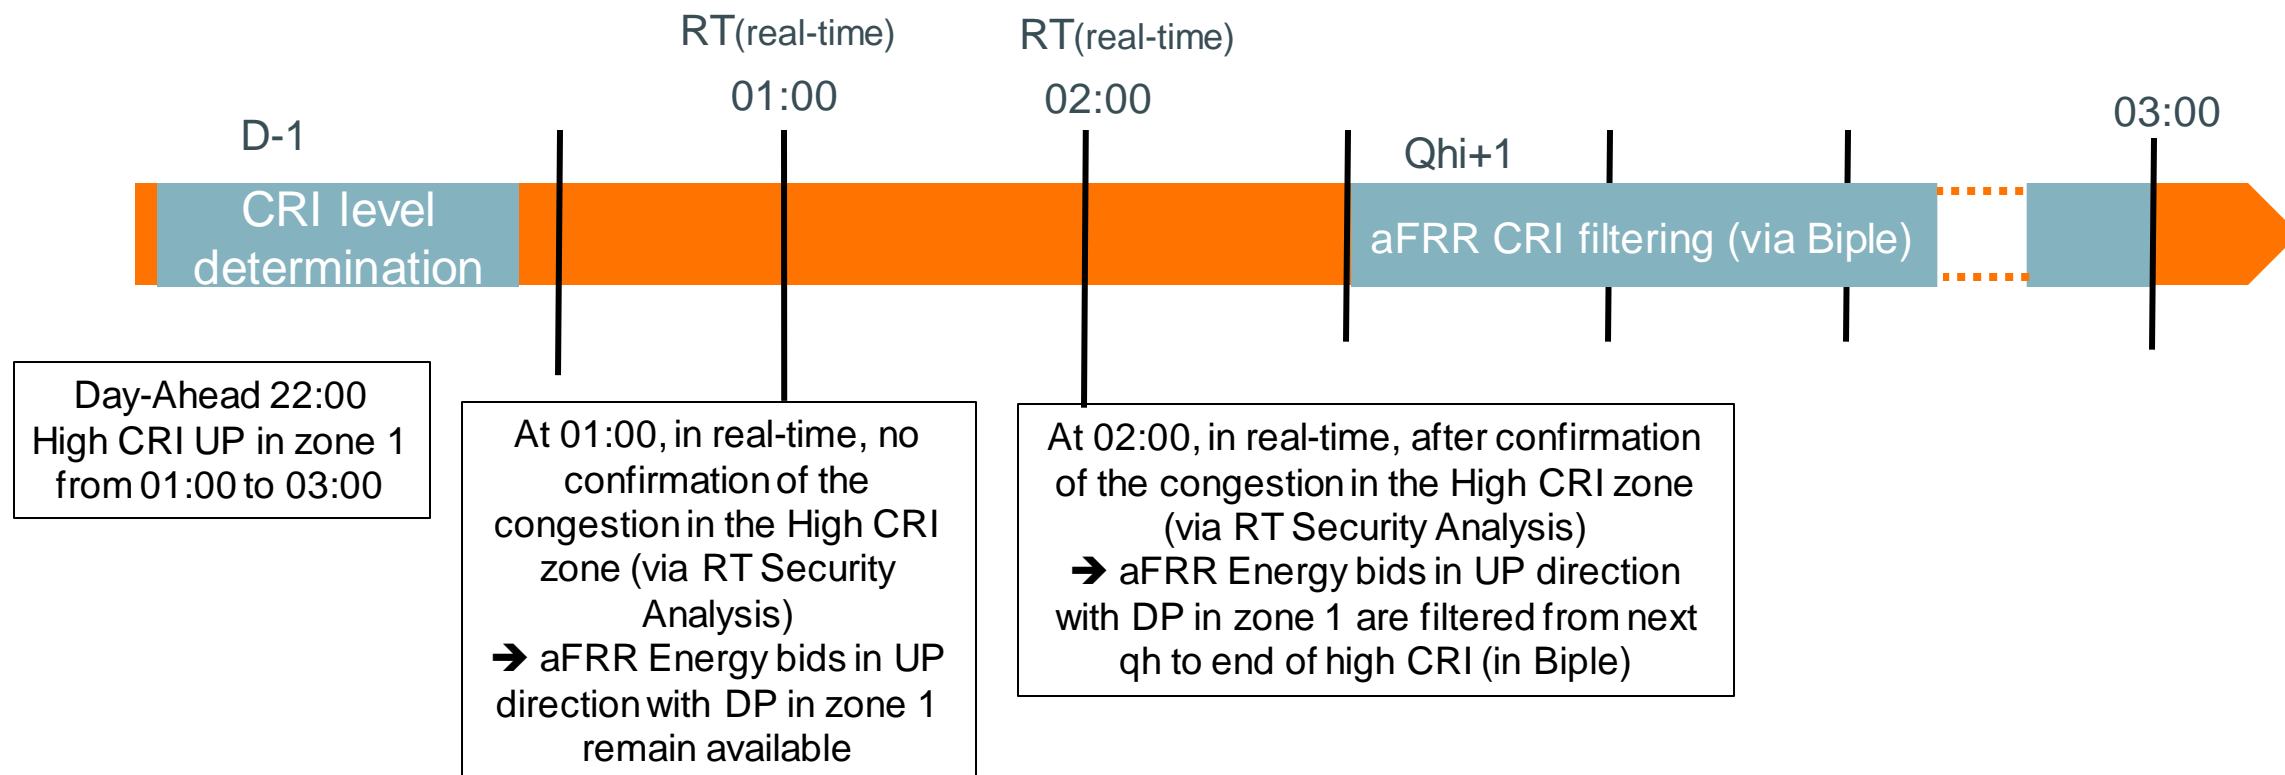 RT(real-time)
01:00
RT(real-time)
02:00
03:00
D-1
Qhi+1
CRI level
determination
aFRR CRI filtering (via Biple)
Day-Ahead 22:00
High CRI UP in zone 1
from 01:00 to 03:00
At 01:00, in real-time, no
confirmation of the
congestion in the High CRI
zone (via RT Security
Analysis)
➔ aFRR Energy bids in UP
direction with DP in zone 1
remain available
At 02:00, in real-time, after confirmation
of the congestion in the High CRI zone
(via RT Security Analysis)
➔ aFRR Energy bids in UP direction
with DP in zone 1 are filtered from next
qh to end of high CRI (in Biple)